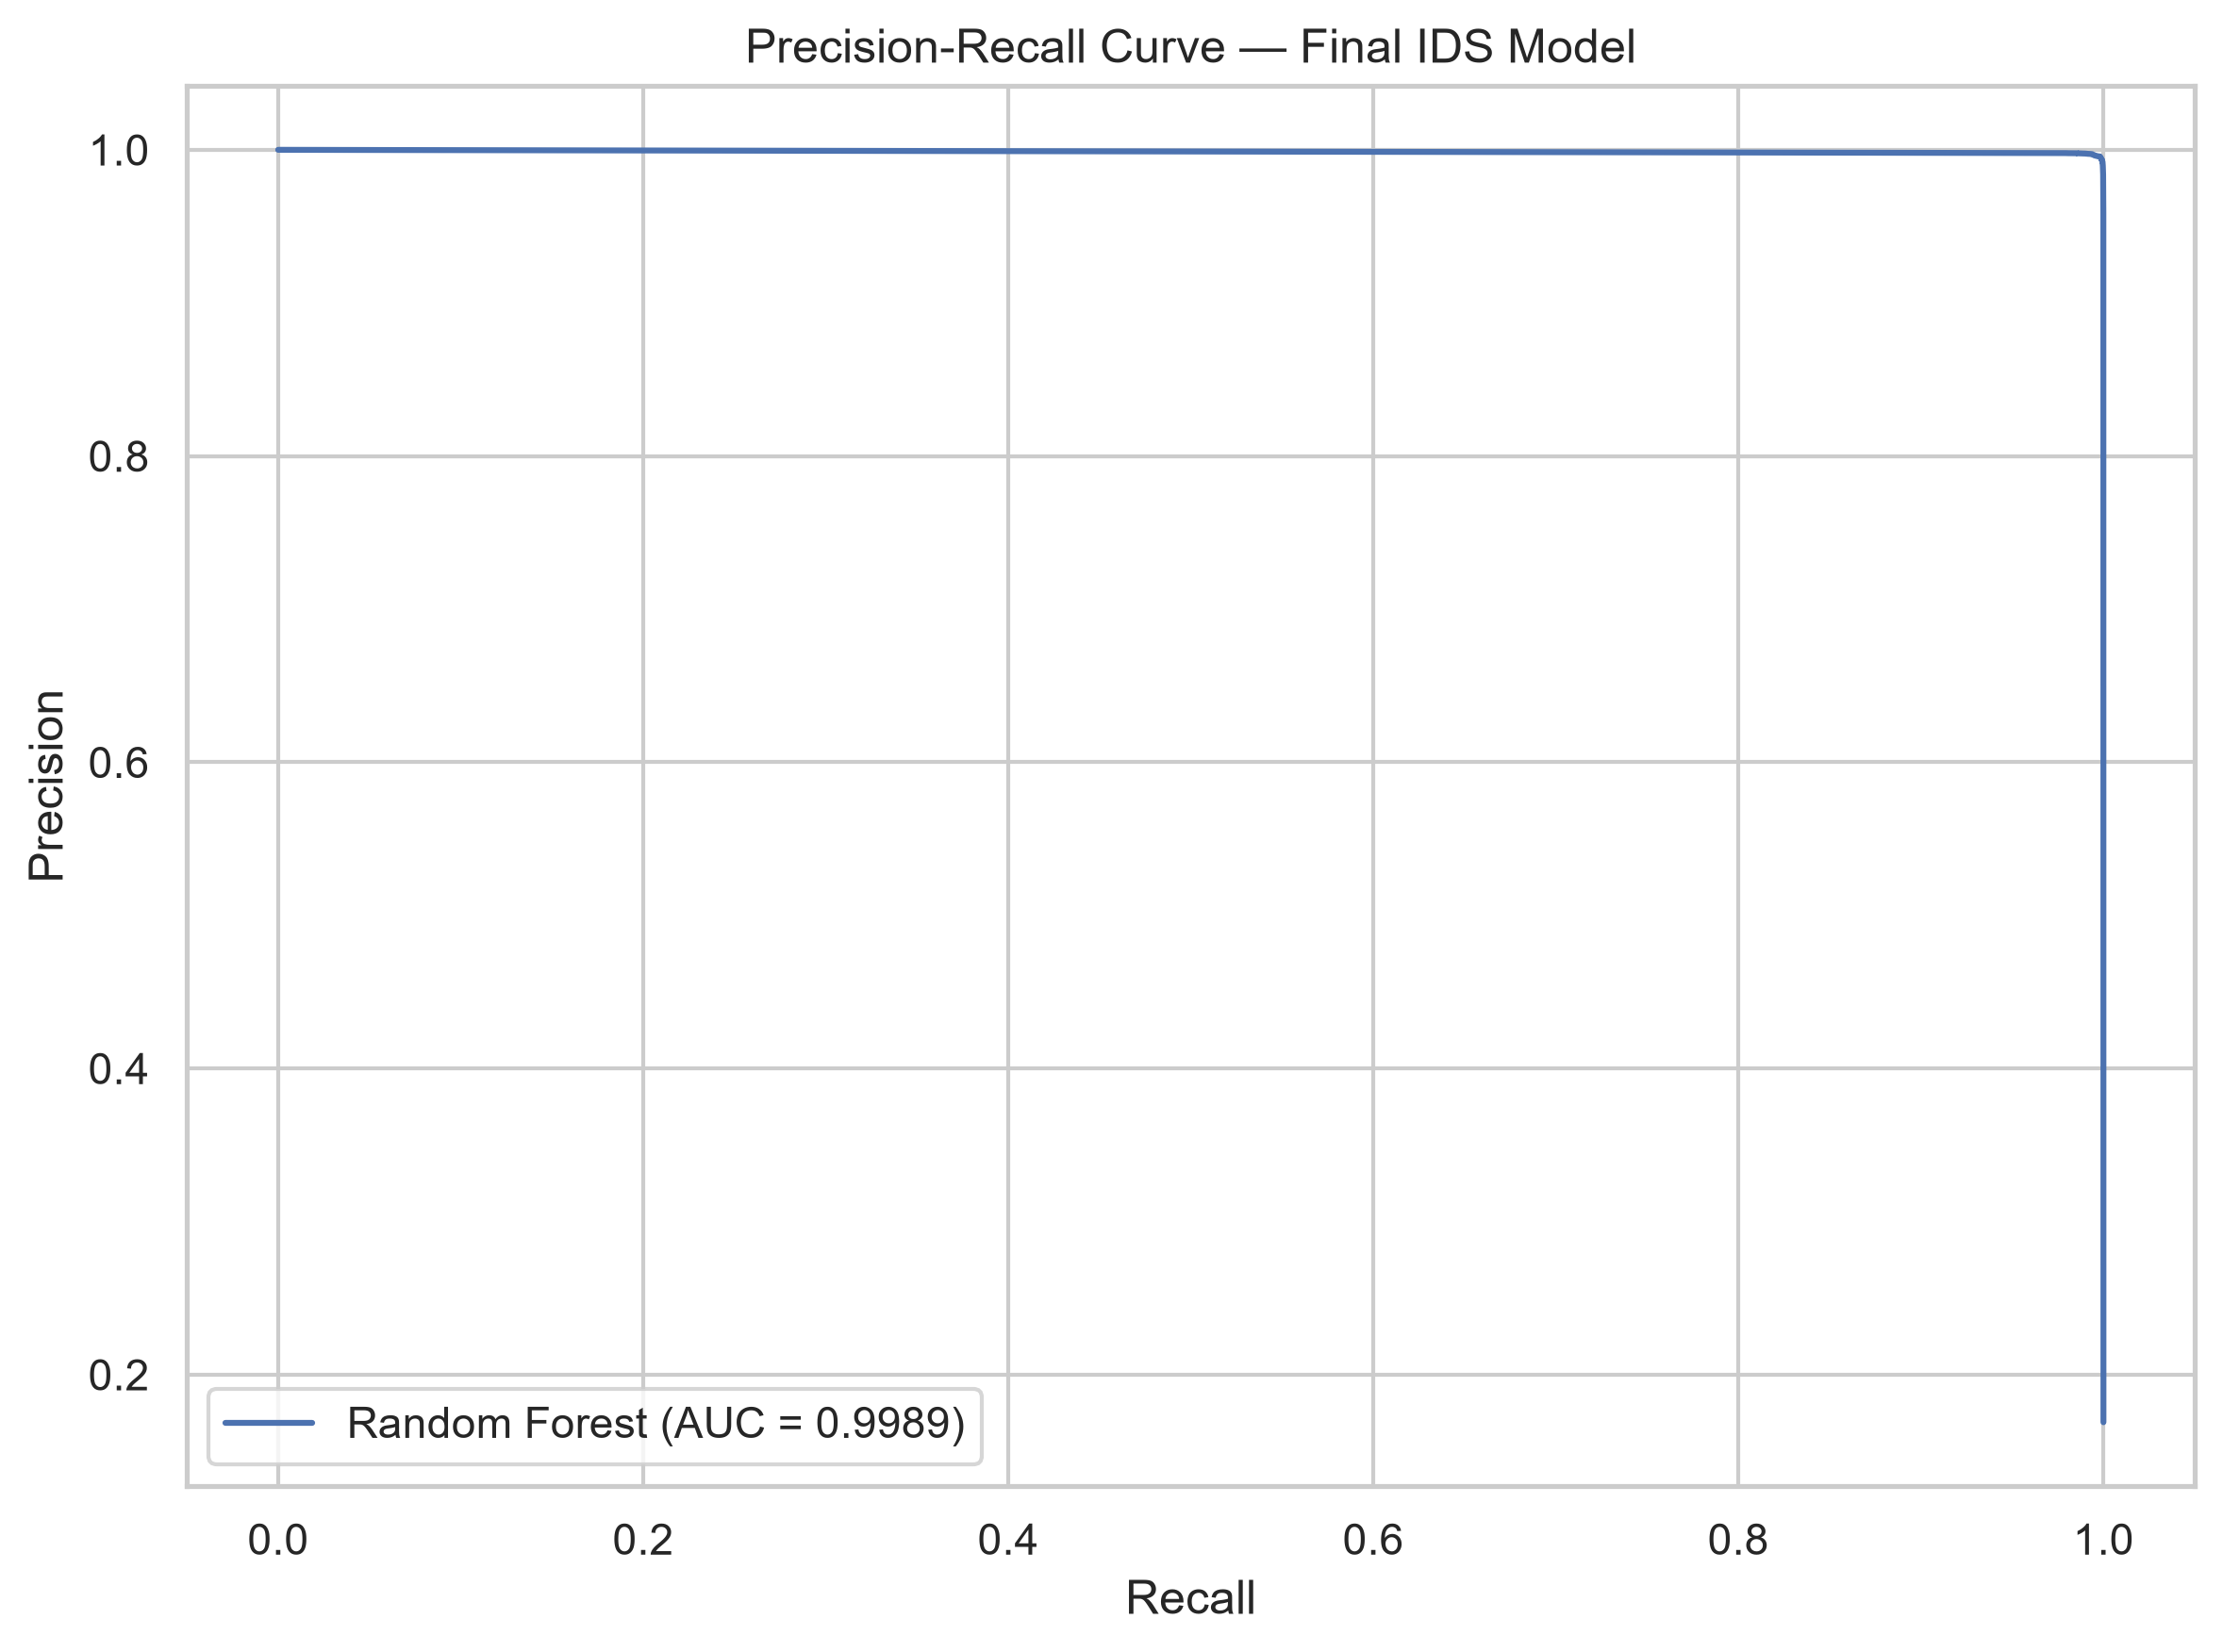 Precision-Recall Curve — Final IDS Model
1.0
0.8
0.6
0.4
0.2
Precision
Random Forest (AUC = 0.9989)
0.0 0.2 0.4 0.6 0.8 1.0
Recall